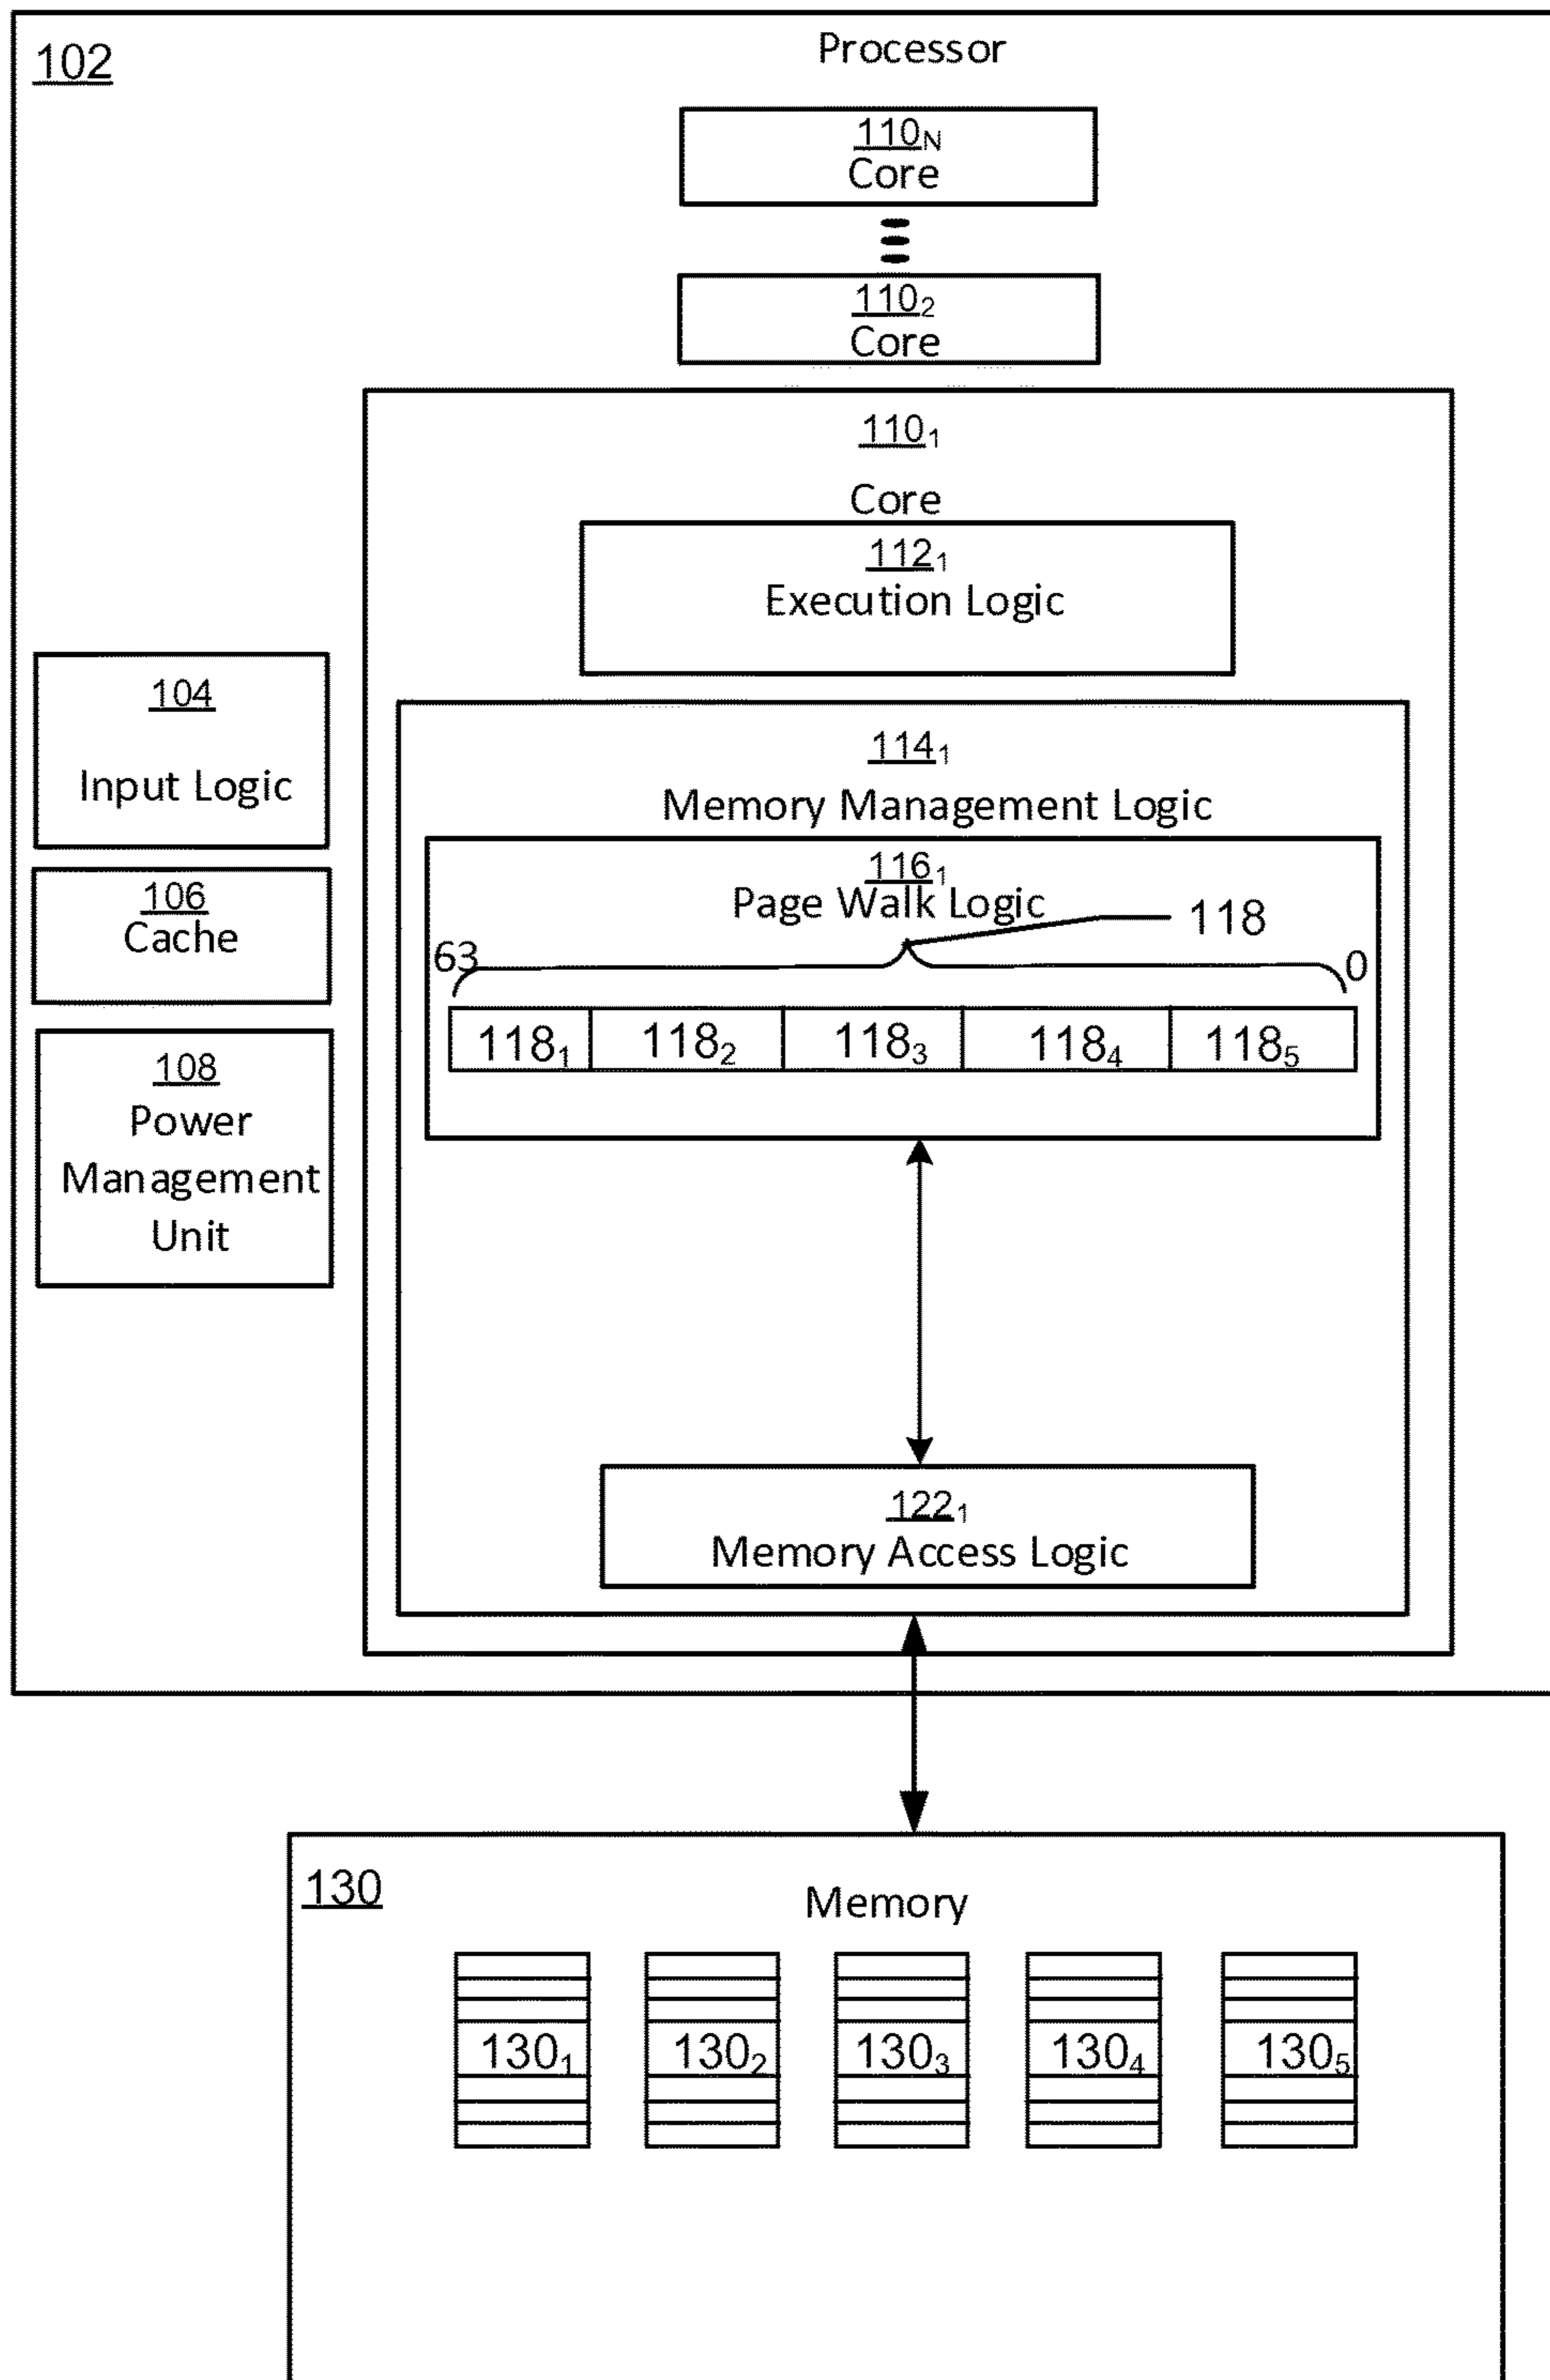 102
Processor
110N
Core
1102
Core
1101
Core
1121
Execution Logic
104
Input Logic
106
Cache
108
Power
Management
Unit
1141
Memory Management Logic
1161
Page Walk Logic
118
63
0
1181 1182 1183 1184 1185
1221
Memory Access Logic
130
Memory
1301 1302 1303 1304 1305